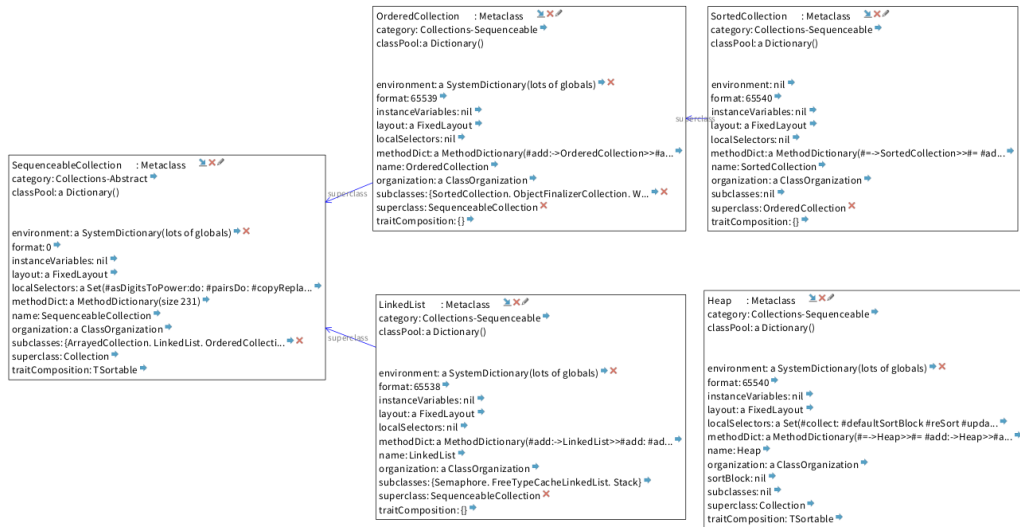 OrderedCollection : Metaclass
category: Collections-Sequenceable
classPool: a Dictionary()
environment: a SystemDictionary(lots of globals)
format: 65539
instanceVariables: nil
layout: a FixedLayout
localSelectors: nil
methodDict: a MethodDictionary(#add:->OrderedCollection>>#a...
name: OrderedCollection
organization: a ClassOrganization
subclasses: {SortedCollection. ObjectFinalizerCollection. W...
superclass: SequenceableCollection
traitComposition: {}
superclass
SortedCollection : Metaclass
category: Collections-Sequenceable
classPool: a Dictionary()
environment: nil
format: 65540
instanceVariables: nil
layout: a FixedLayout
localSelectors: nil
methodDict: a MethodDictionary(#=->SortedCollection>>#= #ad...
name: SortedCollection
organization: a ClassOrganization
subclasses: nil
superclass: OrderedCollection
traitComposition: {}
SequenceableCollection : Metaclass
category: Collections-Abstract
classPool: a Dictionary()
environment: a SystemDictionary(lots of globals)
format: 0
instanceVariables: nil
layout: a FixedLayout
localSelectors: a Set(#asDigitsToPower:do: #pairsDo: #copyRepla...
methodDict: a MethodDictionary(size 231)
name: SequenceableCollection
organization: a ClassOrganization
subclasses: {ArrayedCollection. LinkedList. OrderedCollecti...
superclass: Collection
traitComposition: TSortable
superclass
superclass
LinkedList : Metaclass
category: Collections-Sequenceable
classPool: a Dictionary()
environment: a SystemDictionary(lots of globals)
format: 65538
instanceVariables: nil
layout: a FixedLayout
localSelectors: nil
methodDict: a MethodDictionary(#add:->LinkedList>>#add: #ad...
name: LinkedList
organization: a ClassOrganization
subclasses: {Semaphore. FreeTypeCacheLinkedList. Stack}
superclass: SequenceableCollection
traitComposition: {}
Heap : Metaclass
category: Collections-Sequenceable
classPool: a Dictionary()
environment: a SystemDictionary(lots of globals)
format: 65540
instanceVariables: nil
layout: a FixedLayout
localSelectors: a Set(#collect: #defaultSortBlock #reSort #upda...
methodDict: a MethodDictionary(#=->Heap>>#= #add:->Heap>>#a...
name: Heap
organization: a ClassOrganization
sortBlock: nil
subclasses: nil
superclass: Collection
traitComposition: TSortable